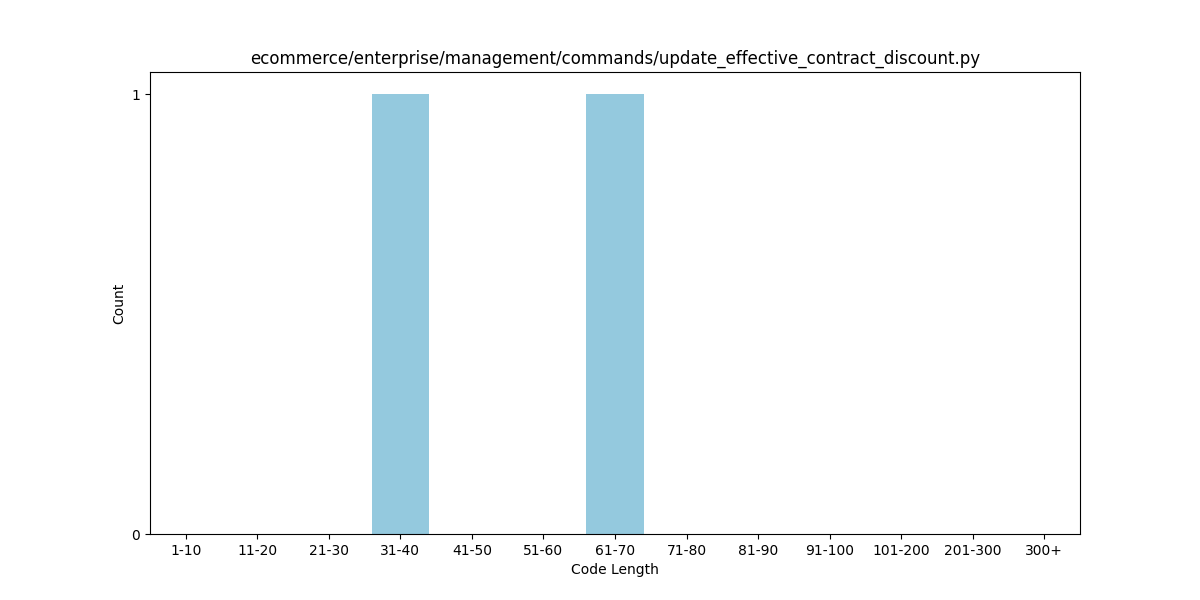 ecommerce/enterprise/management/commands/update_effective_contract_discount.py
1
Count
0
1-10 11-20 21-30 31-40 41-50 51-60 61-70 71-80 81-90 91-100 101-200 201-300 300+
Code Length